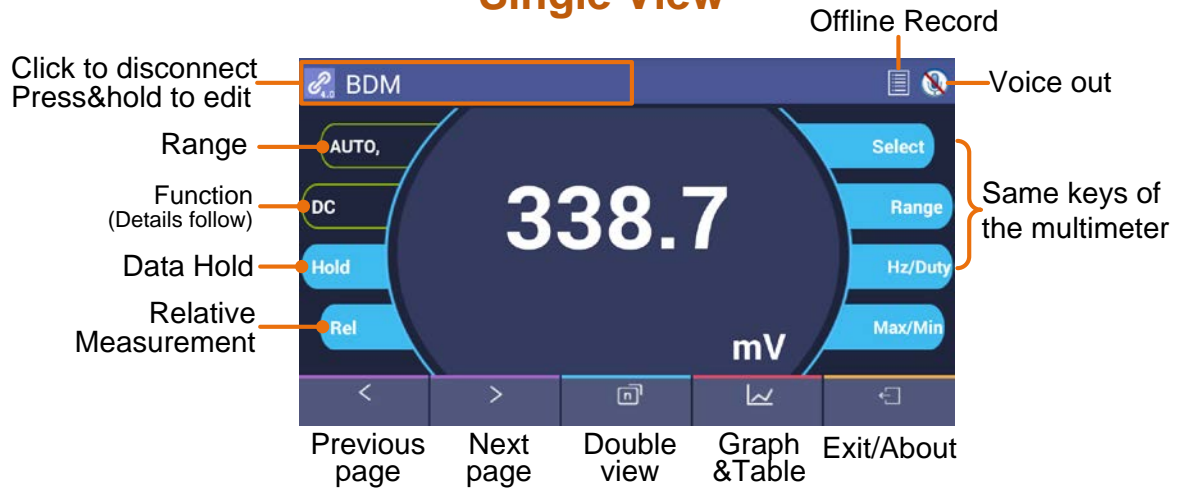 Single View
Offline Record
Click to disconnect
Press&hold to edit
4.0 BDM
Voice out
Range
AUTO,
Select
Function
(Details follow)
DC
338.7
Range
Same keys of
the multimeter
Data Hold
Hold
Hz/Duty
Relative
Measurement
Rel
mV
Max/Min
< > n
Previous
page
Next
page
Double
view
Graph
&Table
Exit/About